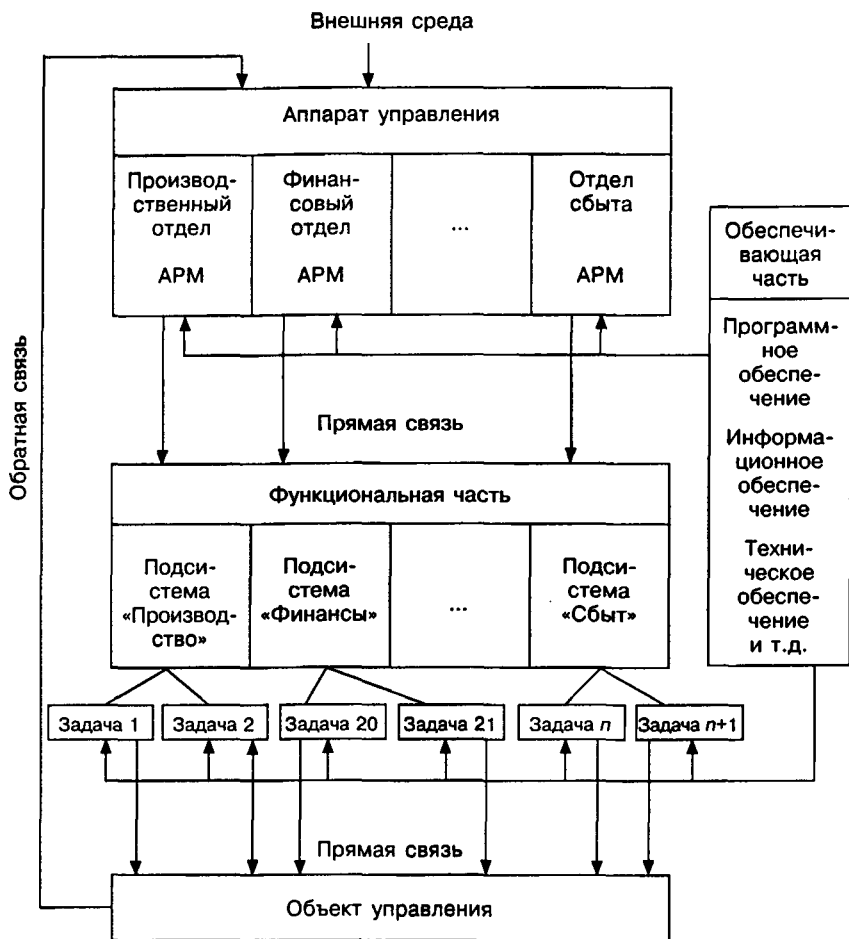 Внешняя среда
Аппарат управления
Производ-
ственный
отдел
АРМ
Финан-
совый
отдел
АРМ
...
Отдел
сбыта
АРМ
Обеспечи-
вающая
часть
Программ-
ное
обеспе-
чение
Информа-
ционное
обеспе-
чение
Техни-
ческое
обеспе-
чение
и т.д.
Обратная связь
Прямая связь
Функциональная часть
Подси-
стема
«Производ-
ство»
Подси-
стема
«Финансы»
...
Подси-
стема
«Сбыт»
Задача 1
Задача 2
Задача 20
Задача 21
Задача n
Задача n+1
Прямая связь
Объект управления